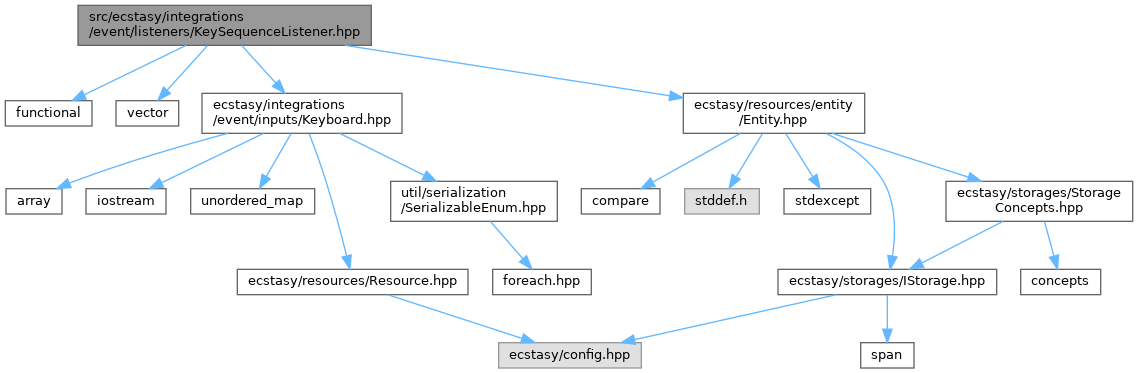 src/ecstasy/integrations
/event/listeners/KeySequenceListener.hpp
functional
vector
ecstasy/integrations
/event/inputs/Keyboard.hpp
ecstasy/resources/entity
/Entity.hpp
array
iostream
unordered_map
util/serialization
/SerializableEnum.hpp
compare
stddef.h
stdexcept
ecstasy/storages/Storage
Concepts.hpp
ecstasy/resources/Resource.hpp
foreach.hpp
ecstasy/storages/IStorage.hpp
concepts
ecstasy/config.hpp
span